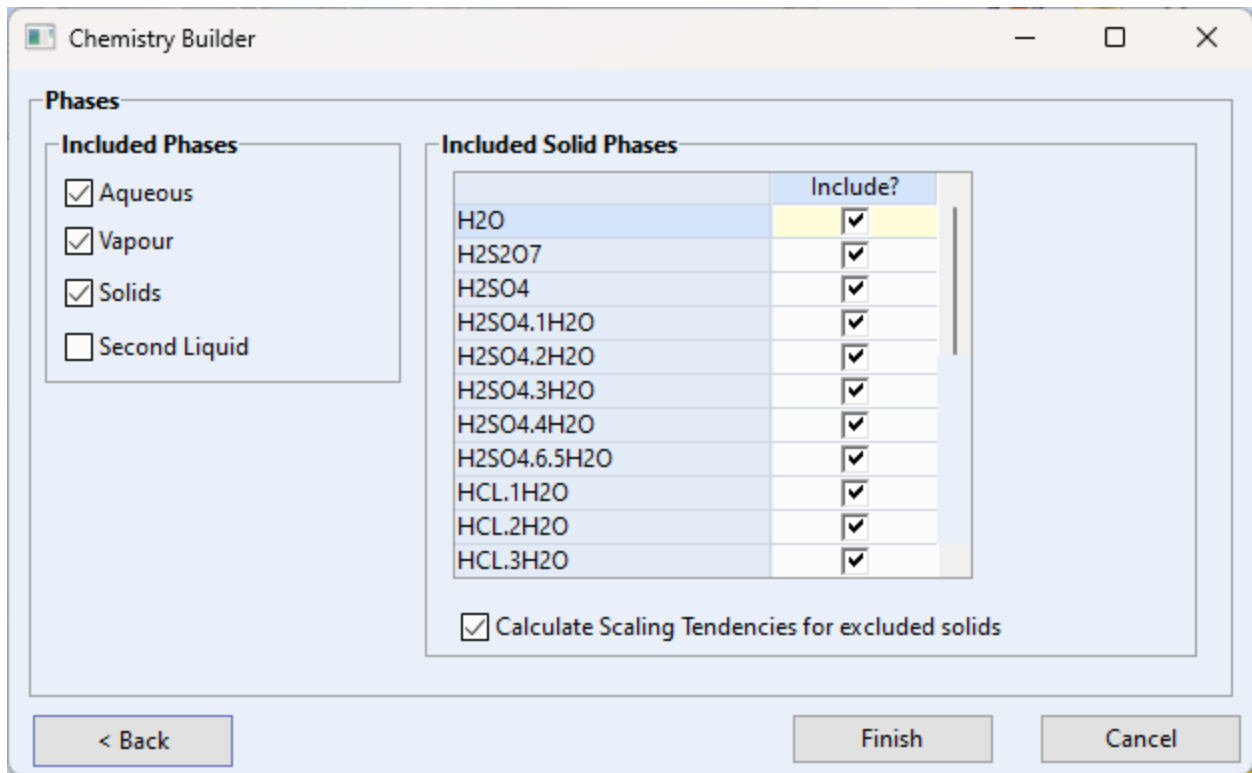 Chemistry Builder
Phases
Included Phases
Aqueous
Vapour
Solids
Second Liquid
Included Solid Phases
Include?
H2O
H2S2O7
H2SO4
H2SO4.1H2O
H2SO4.2H2O
H2SO4.3H2O
H2SO4.4H2O
H2SO4.6.5H2O
HCL.1H2O
HCL.2H2O
HCL.3H2O
Calculate Scaling Tendencies for excluded solids
< Back
Finish
Cancel